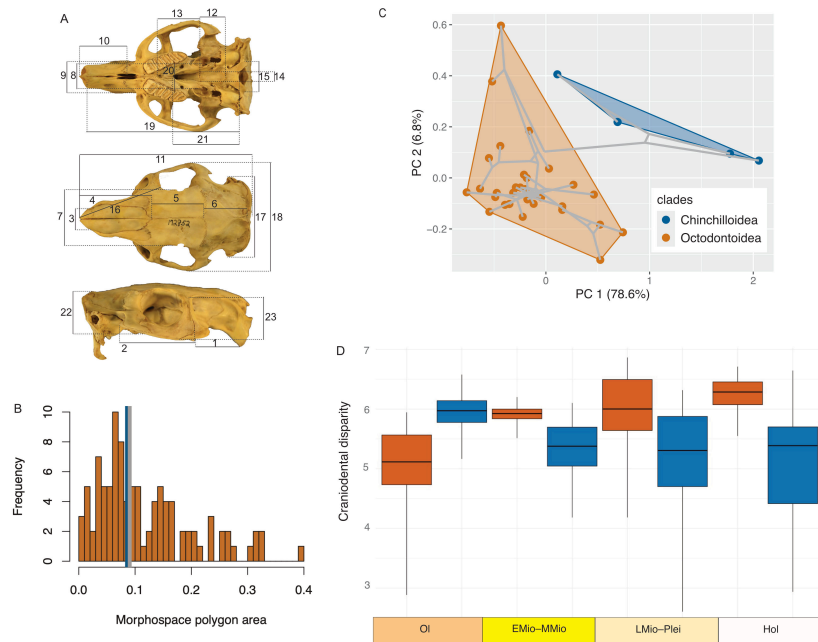 A
13
12
10
9
8
20
15
14
19
21
11
4
5
6
7
3
16
M2352
17
18
22
23
2
1
B
Frequency
0
2
4
6
8
10
0.0
0.1
0.2
0.3
0.4
Morphospace polygon area
C
PC 2 (6.8%)
0.6
0.4
0.2
0.0
−0.2
0
1
2
PC 1 (78.6%)
clades
Chinchilloidea
Octodontoidea
D
Craniodental disparity
7
6
5
4
3
Ol
EMio–MMio
LMio–Plei
Hol